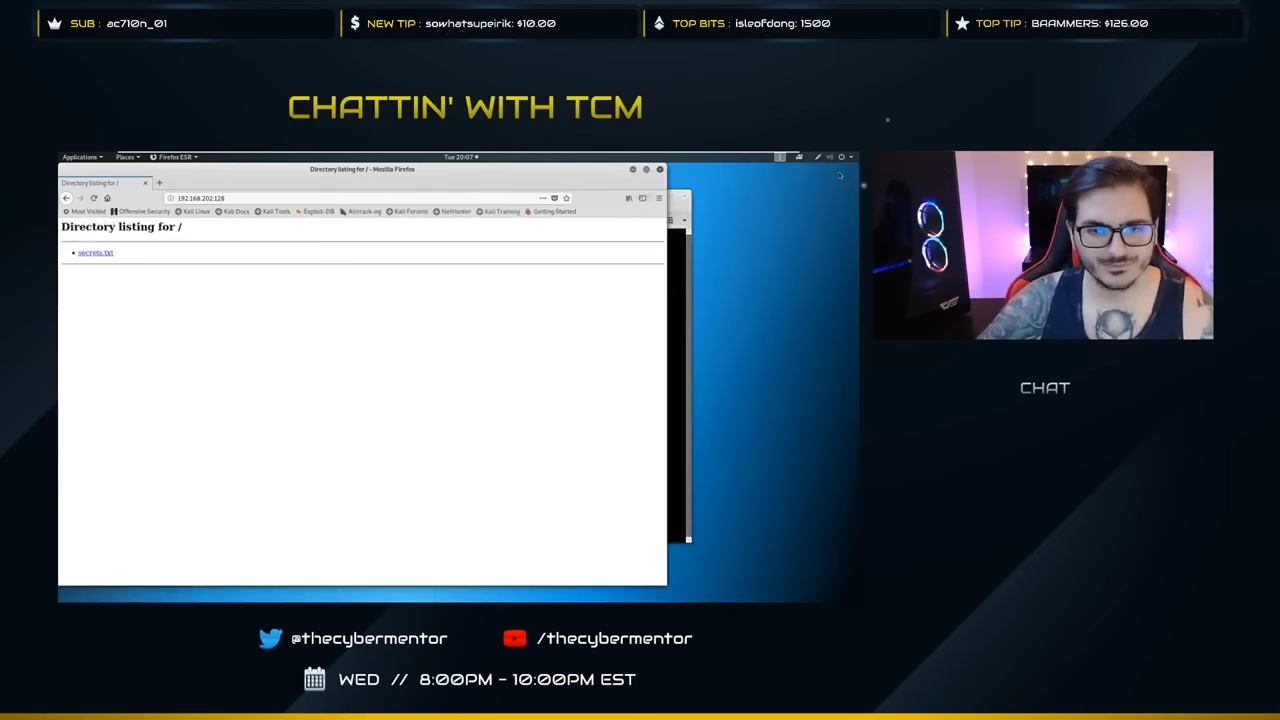 SUB : ac710n_01
NEW TIP : sowhatsupeirik: $10.00
TOP BITS : isleofdong: 1500
TOP TIP : BAAMMERS: $126.00
CHATTIN' WITH TCM
Applications Places Firefox ESR Tue 20:07
Directory listing for / - Mozilla Firefox
Directory listing for /
192.168.202.128
Most Visited Offensive Security Kali Linux Kali Docs Kali Tools Exploit-DB Aircrack-ng Kali Forums NetHunter Kali Training Getting Started
Directory listing for /
secrets.txt
CHAT
@thecybermentor /thecybermentor
WED // 8:00PM - 10:00PM EST